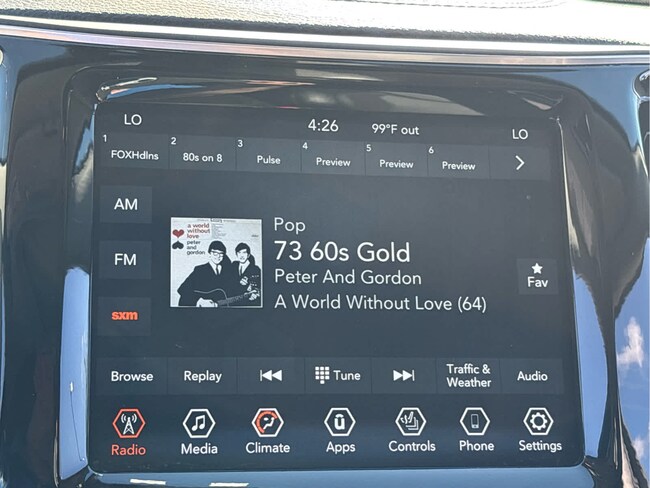 LO 4:26 99°F out LO
1 FOXHdlns 2 80s on 8 3 Pulse 4 Preview 5 Preview 6 Preview >
AM
FM
sxm
a world
without
love
peter
and
gordon
Pop
73 60s Gold
Peter And Gordon
A World Without Love (64)
Fav
Browse Replay Tune Traffic & Weather Audio
Radio Media Climate ū Apps Controls Phone Settings